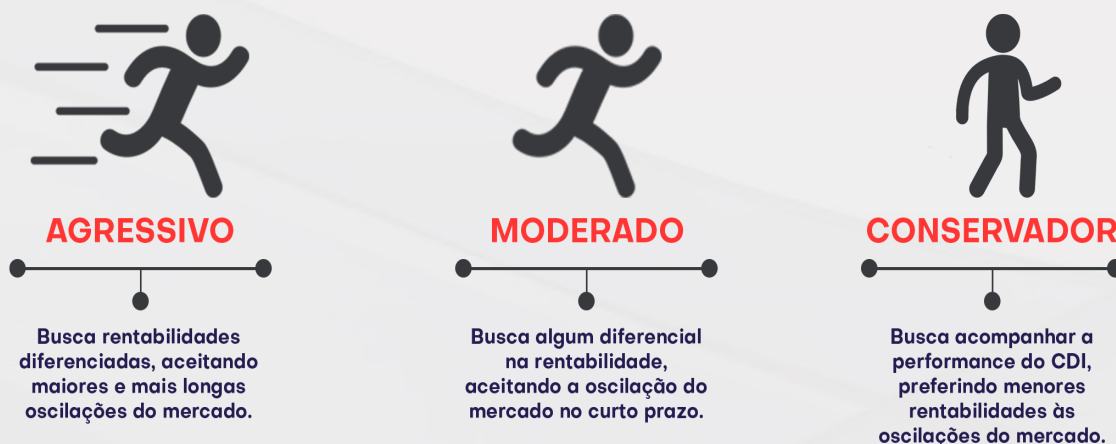 AGRESSIVO
Busca rentabilidades
diferenciadas, aceitando
maiores e mais longas
oscilações do mercado.
MODERADO
Busca algum diferencial
na rentabilidade,
aceitando a oscilação do
mercado no curto prazo.
CONSERVADOR
Busca acompanhar a
performance do CDI,
preferindo menores
rentabilidades às
oscilações do mercado.